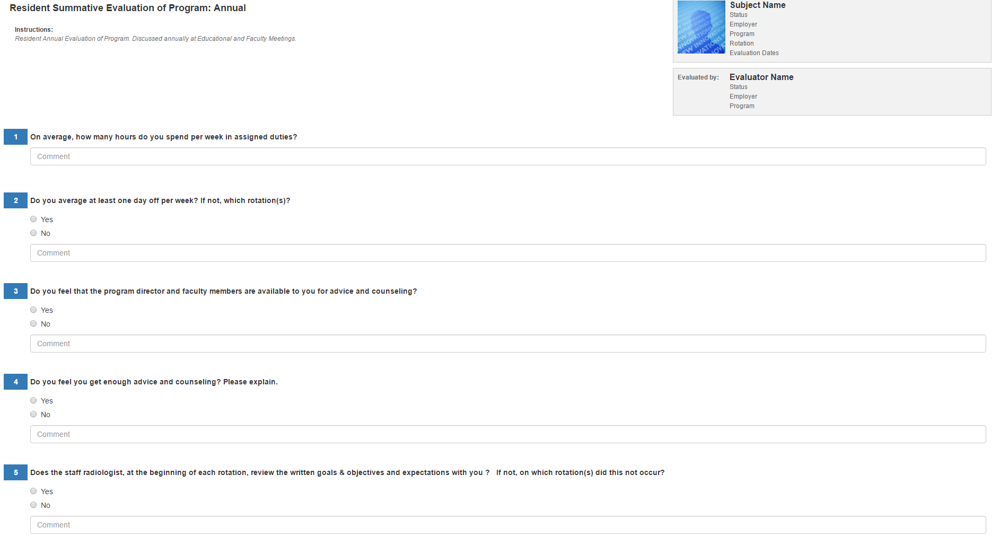 Resident Summative Evaluation of Program: Annual
Instructions:
Resident Annual Evaluation of Program. Discussed annually at Educational and Faculty Meetings.
Subject Name
Status
Employer
Program
Rotation
Evaluation Dates
Evaluated by:
Evaluator Name
Status
Employer
Program
1 On average, how many hours do you spend per week in assigned duties?
Comment
2 Do you average at least one day off per week? If not, which rotation(s)?
Yes
No
Comment
3 Do you feel that the program director and faculty members are available to you for advice and counseling?
Yes
No
Comment
4 Do you feel you get enough advice and counseling? Please explain.
Yes
No
Comment
5 Does the staff radiologist, at the beginning of each rotation, review the written goals & objectives and expectations with you ?   If not, on which rotation(s) did this not occur?
Yes
No
Comment